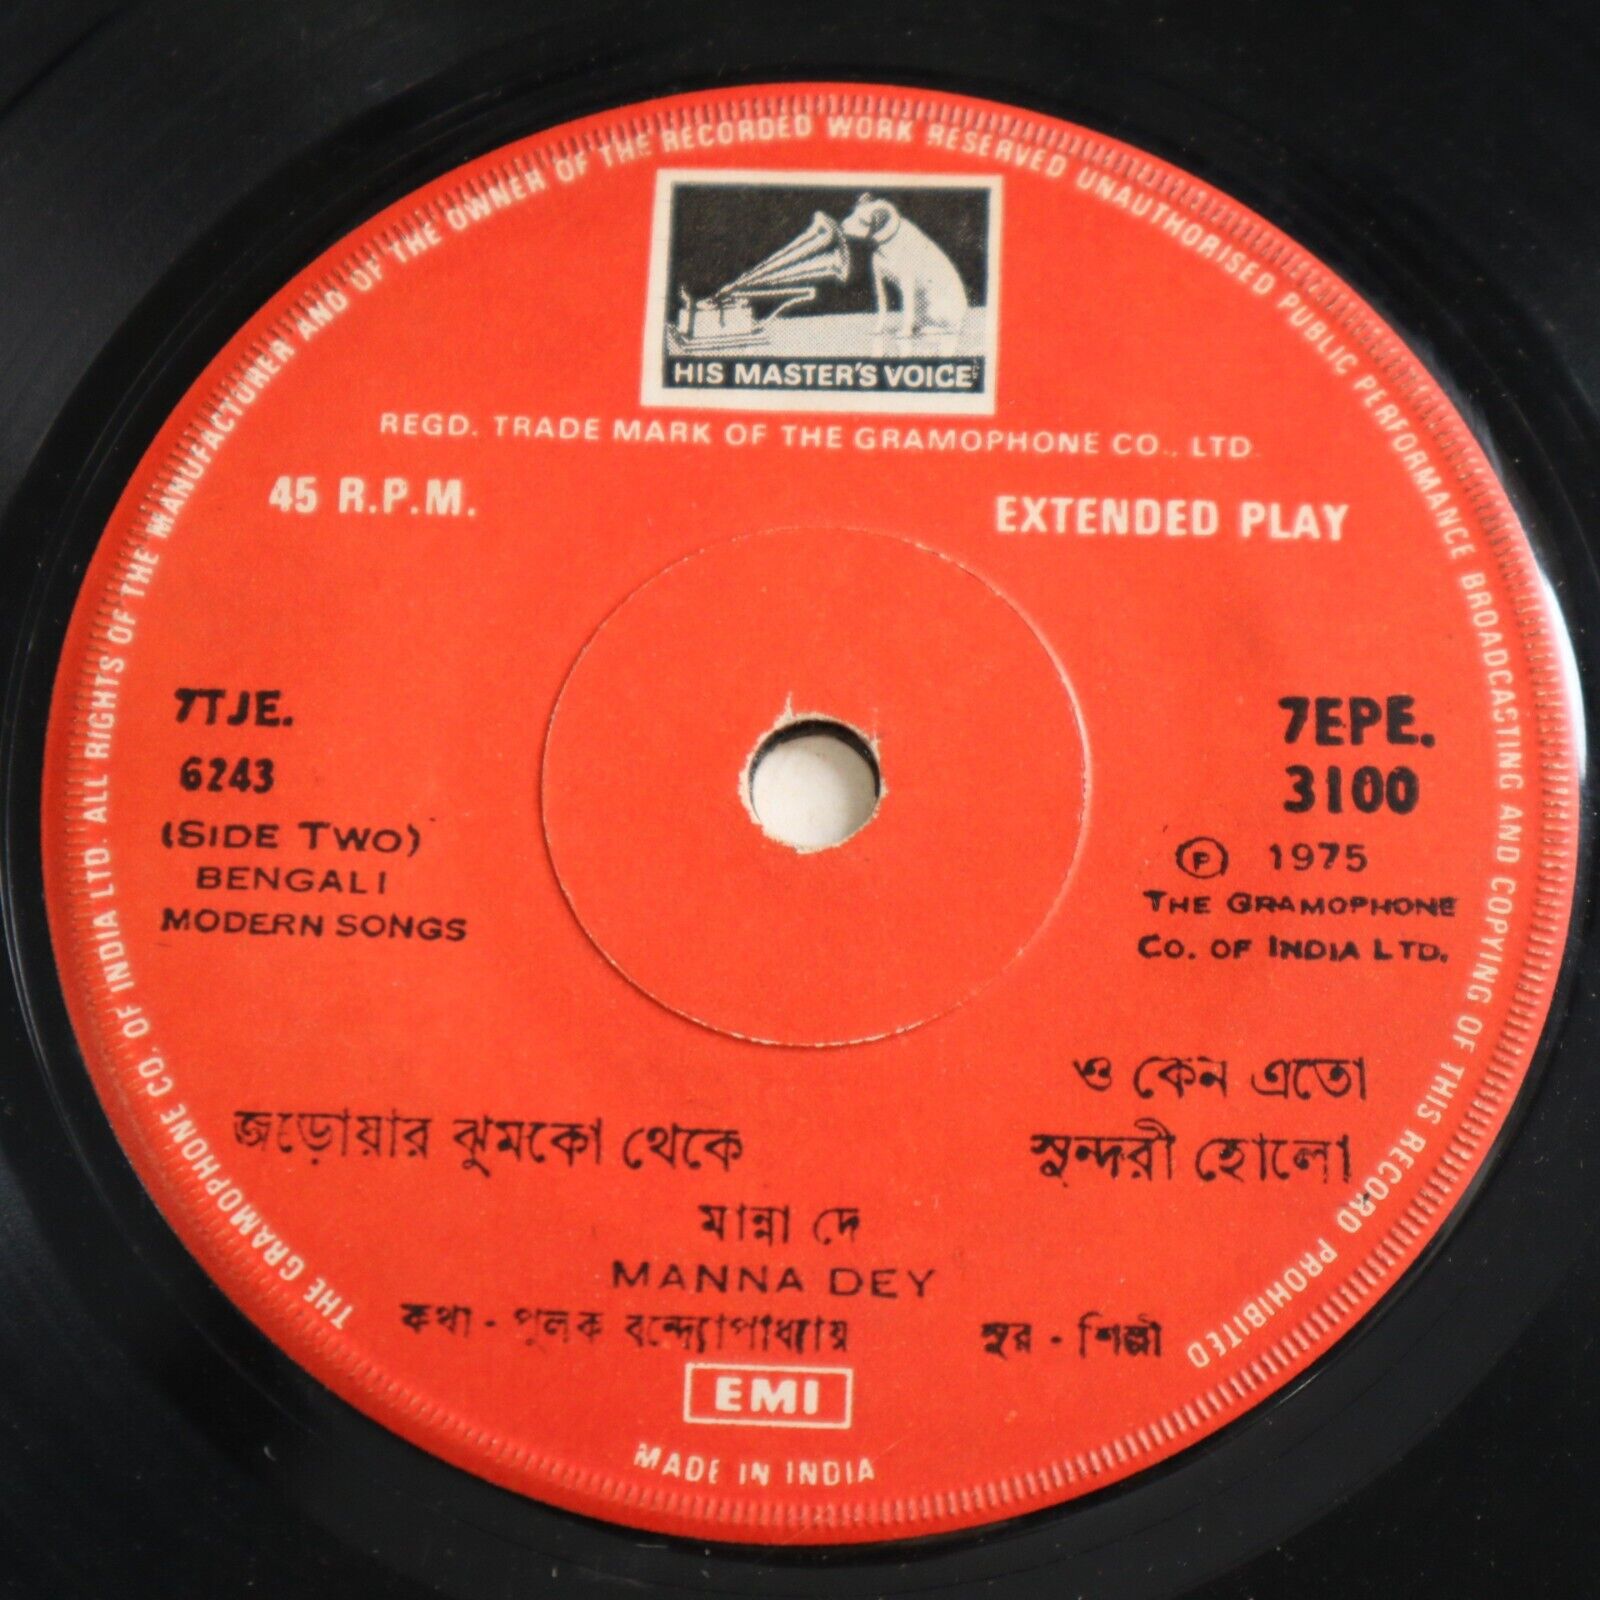 THE GRAMOPHONE CO. OF INDIA LTD. ALL RIGHTS OF THE MANUFACTURER AND OF THE OWNER OF THE RECORDED WORK RESERVED UNAUTHORISED PUBLIC PERFORMANCE BROADCASTING AND COPYING OF THIS RECORD PROHIBITED
HIS MASTER'S VOICE
REGD. TRADE MARK OF THE GRAMOPHONE CO., LTD
45 R.P.M.
EXTENDED PLAY
7TJE.
6243
(SIDE TWO)
BENGALI
MODERN SONGS
7EPE.
3100
Ⓟ 1975
THE GRAMOPHONE
CO. OF INDIA LTD.
জড়োয়ার ঝুমকো থেকে
ও কেন এতো
সুন্দরী হোলো
মান্না দে
MANNA DEY
কথা - পুলক বন্দ্যোপাধ্যায়
সুর - শিল্পী
EMI
MADE IN INDIA